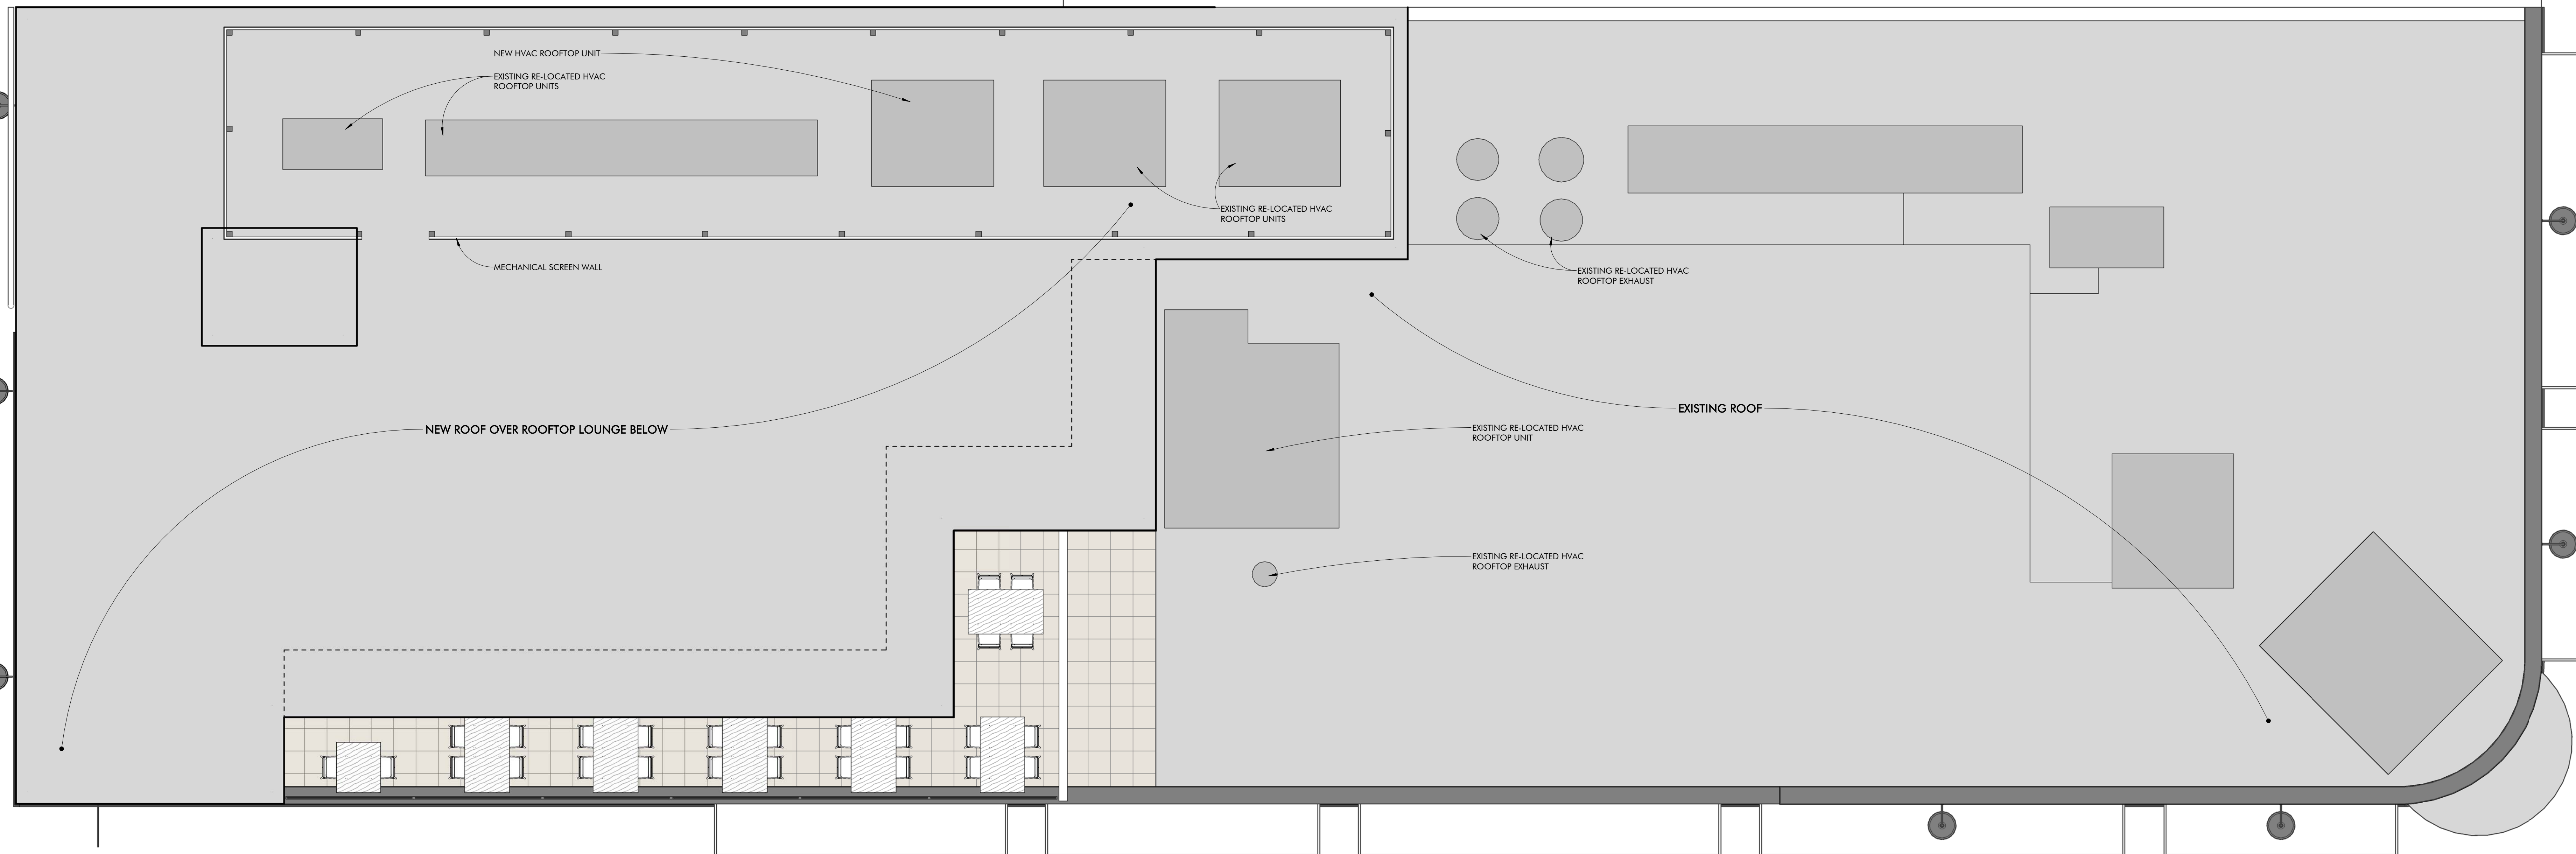 NEW HVAC ROOFTOP UNIT
EXISTING RE-LOCATED HVAC
ROOFTOP UNITS
EXISTING RE-LOCATED HVAC
ROOFTOP UNITS
MECHANICAL SCREEN WALL
EXISTING RE-LOCATED HVAC
ROOFTOP EXHAUST
NEW ROOF OVER ROOFTOP LOUNGE BELOW
EXISTING ROOF
EXISTING RE-LOCATED HVAC
ROOFTOP UNIT
EXISTING RE-LOCATED HVAC
ROOFTOP EXHAUST